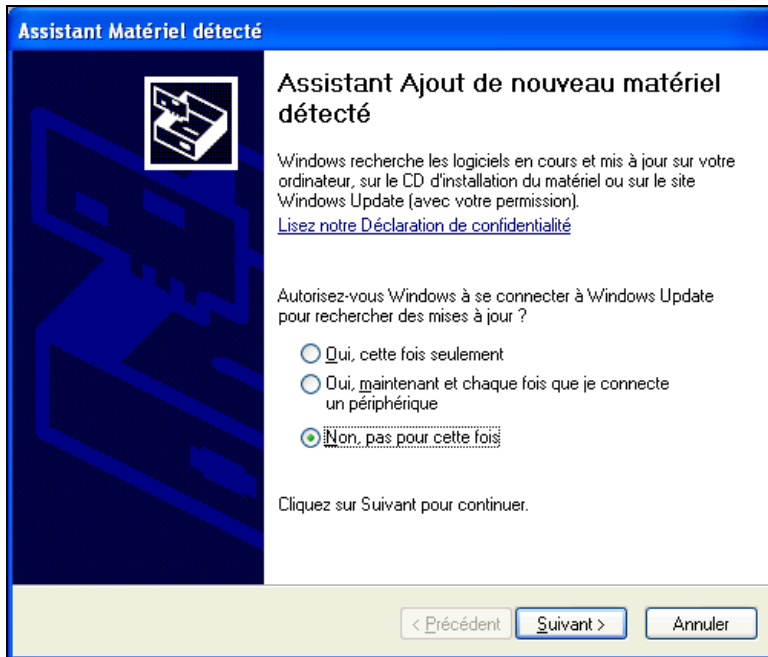 Assistant Matériel détecté
Assistant Ajout de nouveau matériel
détecté
Windows recherche les logiciels en cours et mis à jour sur votre
ordinateur, sur le CD d'installation du matériel ou sur le site
Windows Update (avec votre permission).
Lisez notre Déclaration de confidentialité
Autorisez-vous Windows à se connecter à Windows Update
pour rechercher des mises à jour ?
Oui, cette fois seulement
Oui, maintenant et chaque fois que je connecte
un périphérique
Non, pas pour cette fois
Cliquez sur Suivant pour continuer.
< Précédent Suivant > Annuler